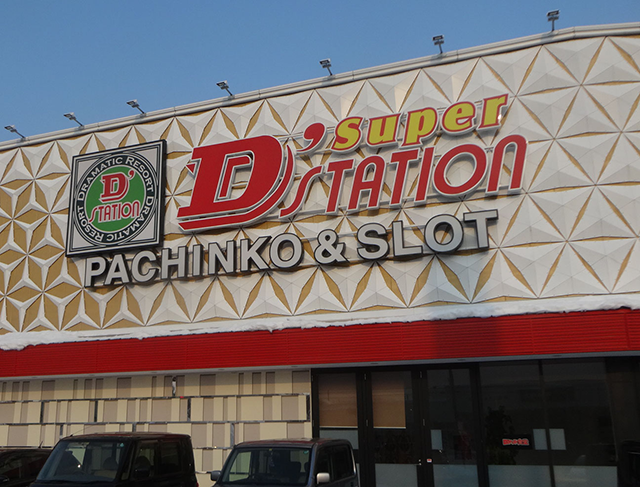 DRAMATIC RESORT DRAMATIC RESORT
D'
STATION
Super
D'STATION
PACHINKO & SLOT